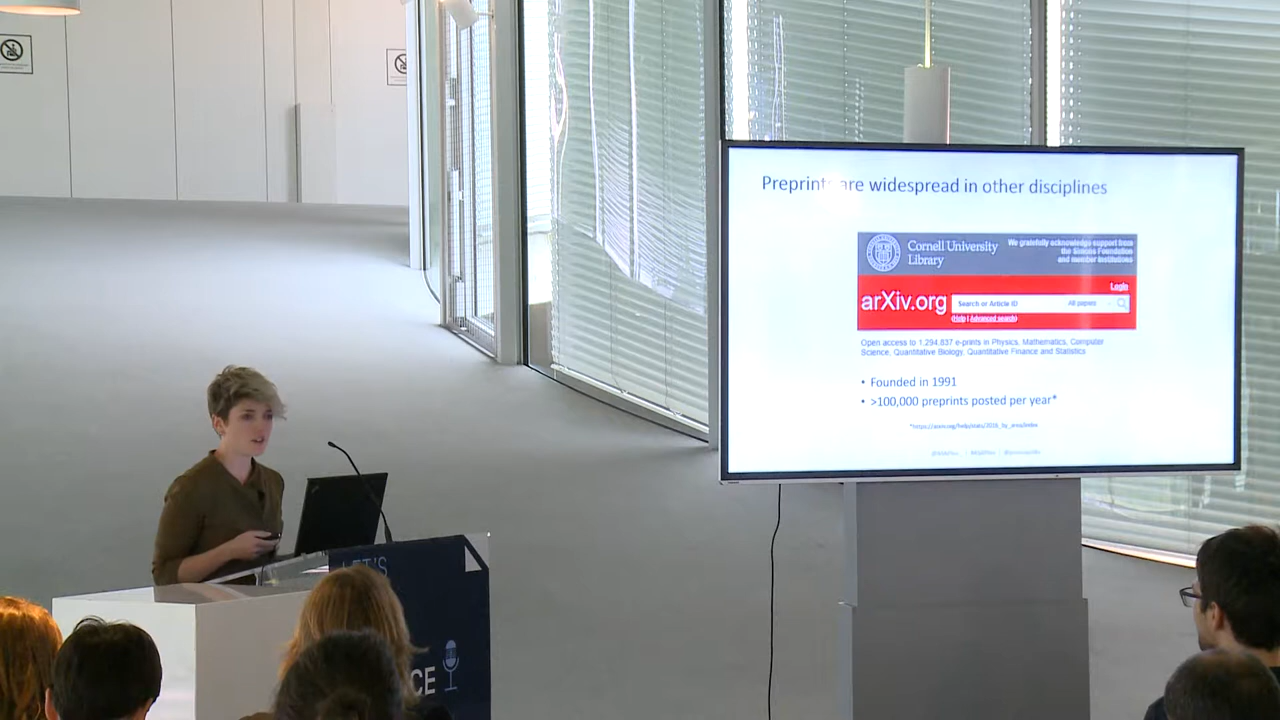 Preprints are widespread in other disciplines
Cornell University
Library
We gratefully acknowledge support from
the Simons Foundation
and member institutions
Login
arXiv.org
Search or Article ID
All papers
(Help | Advanced search)
Open access to 1,294,837 e-prints in Physics, Mathematics, Computer
Science, Quantitative Biology, Quantitative Finance and Statistics
• Founded in 1991
• >100,000 preprints posted per year*
LET'S
CE